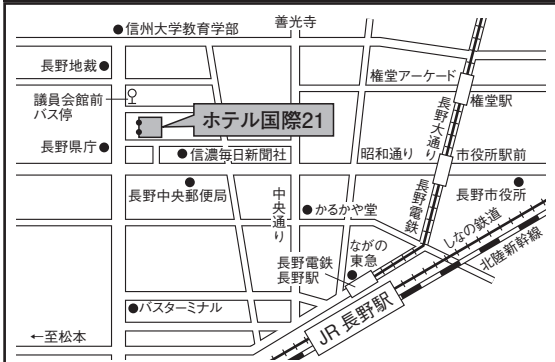 善光寺
信州大学教育学部
長野地裁
権堂アーケード
議員会館前
バス停
権堂駅
ホテル国際21
長野大通り
長野県庁
信濃毎日新聞社
昭和通り
市役所駅前
長野中央郵便局
中央通り
かるかや堂
長野電鉄
長野市役所
ながの
東急
しなの鉄道
北陸新幹線
長野電鉄
長野駅
バスターミナル
JR 長野駅
←至松本